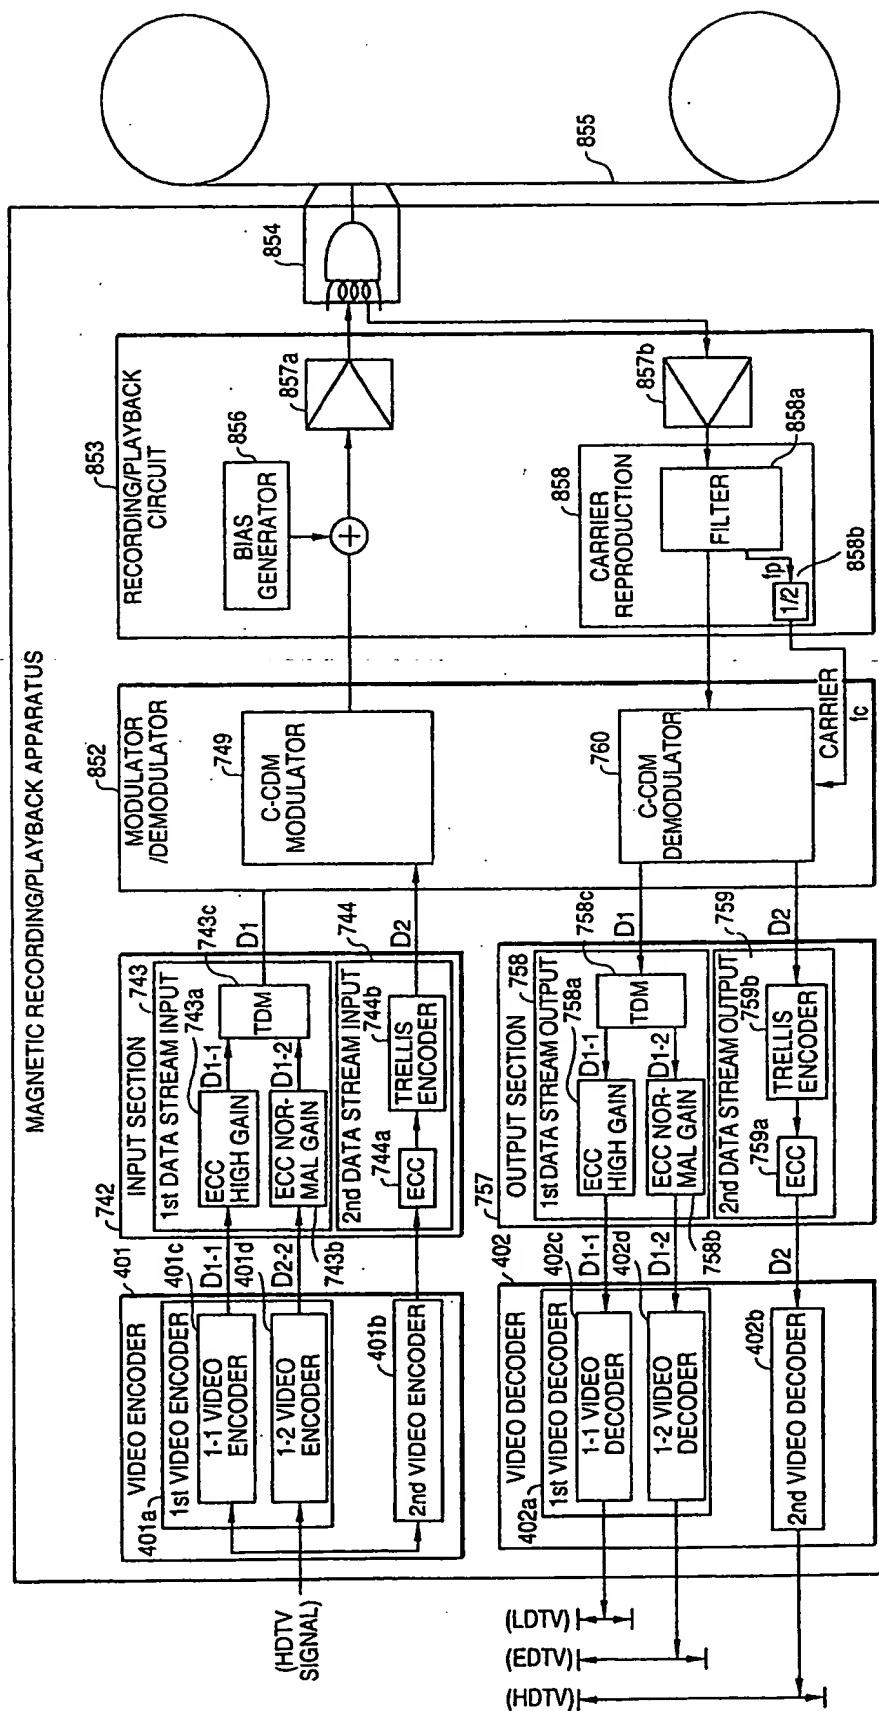 MAGNETIC RECORDING/PLAYBACK APPARATUS
401
VIDEO ENCODER
401a
1st VIDEO ENCODER
401c
1-1 VIDEO
ENCODER
401d
1-2 VIDEO
ENCODER
401b
2nd VIDEO ENCODER
(HDTV
SIGNAL)
D1-1
D2-2
742
INPUT SECTION
743
1st DATA STREAM INPUT
743a
ECC
HIGH GAIN
743b
ECC NOR-
MAL GAIN
D1-1
D1-2
743c
TDM
744
2nd DATA STREAM INPUT
744a
ECC
744b
TRELLIS
ENCODER
D1
D2
852
MODULATOR
/DEMODULATOR
749
C-CDM
MODULATOR
760
C-CDM
DEMODULATOR
CARRIER
fc
853
RECORDING/PLAYBACK
CIRCUIT
856
BIAS
GENERATOR
+
857a
854
855
857b
858
CARRIER
REPRODUCTION
858a
FILTER
fp
1/2
858b
D1
D2
757
OUTPUT SECTION
758
1st DATA STREAM OUTPUT
758a
ECC
HIGH GAIN
758b
ECC NOR-
MAL GAIN
D1-1
D1-2
758c
TDM
759
2nd DATA STREAM OUTPUT
759a
ECC
759b
TRELLIS
ENCODER
D1-1
D1-2
D2
402
VIDEO DECODER
402a
1st VIDEO DECODER
402c
1-1 VIDEO
DECODER
402d
1-2 VIDEO
DECODER
402b
2nd VIDEO DECODER
(LDTV)
(EDTV)
(HDTV)